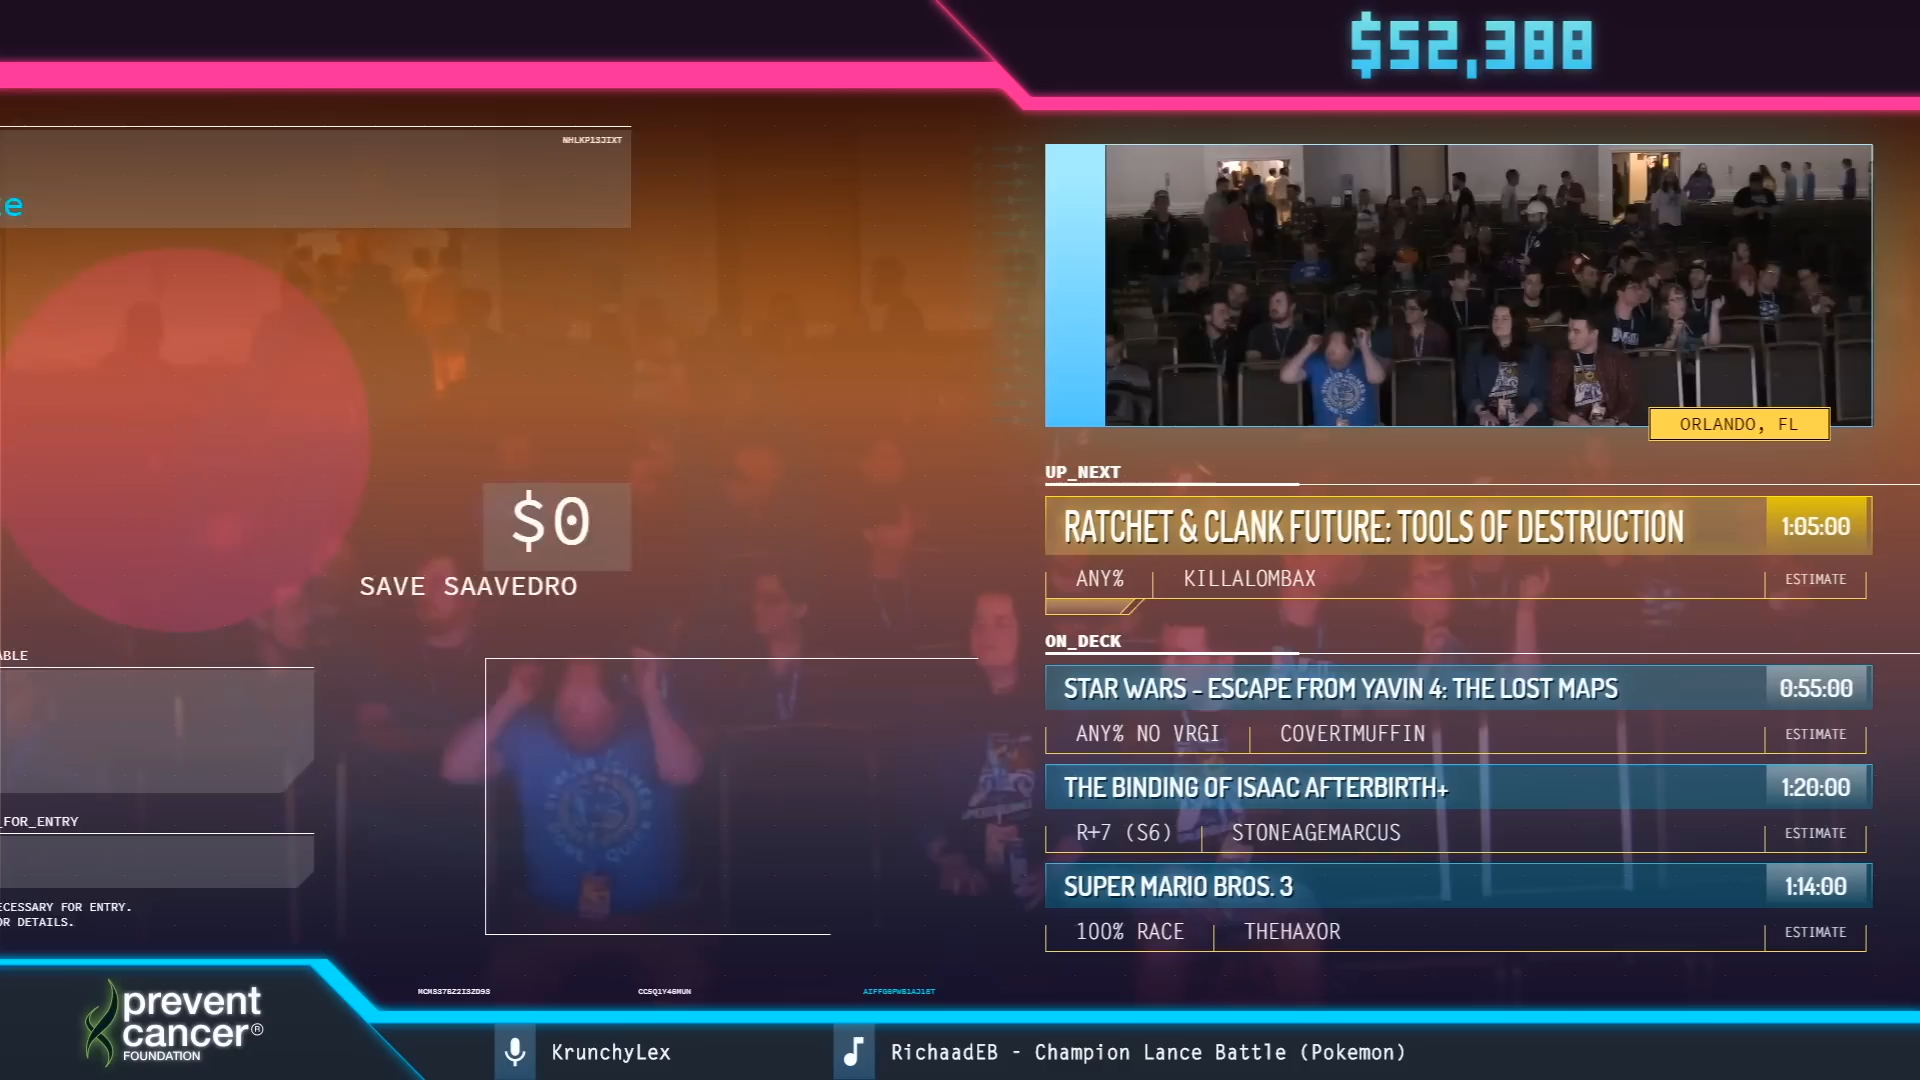 $52,388
NHLKP13JIXT
$0
SAVE SAAVEDRO
ABLE
_FOR_ENTRY
ECESSARY FOR ENTRY.
OR DETAILS.
ORLANDO, FL
UP_NEXT
RATCHET & CLANK FUTURE: TOOLS OF DESTRUCTION
1:05:00
ANY%
KILLALOMBAX
ESTIMATE
ON_DECK
STAR WARS - ESCAPE FROM YAVIN 4: THE LOST MAPS
0:55:00
ANY% NO VRGI
COVERTMUFFIN
ESTIMATE
THE BINDING OF ISAAC AFTERBIRTH+
1:20:00
R+7 (S6)
STONEAGEMARCUS
ESTIMATE
SUPER MARIO BROS. 3
1:14:00
100% RACE
THEHAXOR
ESTIMATE
prevent
cancer®
FOUNDATION
KrunchyLex
RichaadEB - Champion Lance Battle (Pokemon)